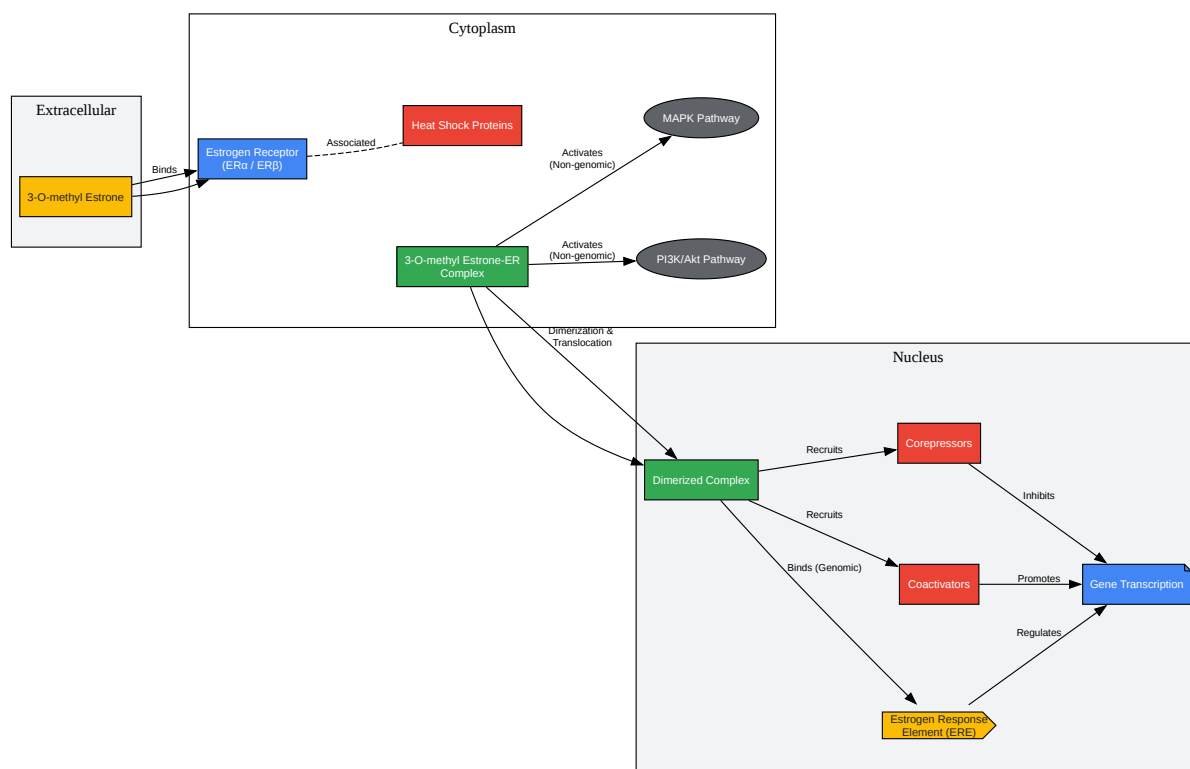 Cytoplasm
Extracellular
Heat Shock Proteins
MAPK Pathway
Associated
Estrogen Receptor
(ERα / ERβ)
Activates
(Non-genomic)
Binds
3-O-methyl Estrone
Activates
(Non-genomic)
3-O-methyl Estrone-ER
Complex
PI3K/Akt Pathway
Dimerization &
Translocation
Nucleus
Corepressors
Recruits
Dimerized Complex
Inhibits
Recruits
Binds (Genomic)
Coactivators
Promotes
Gene Transcription
Regulates
Estrogen Response
Element (ERE)